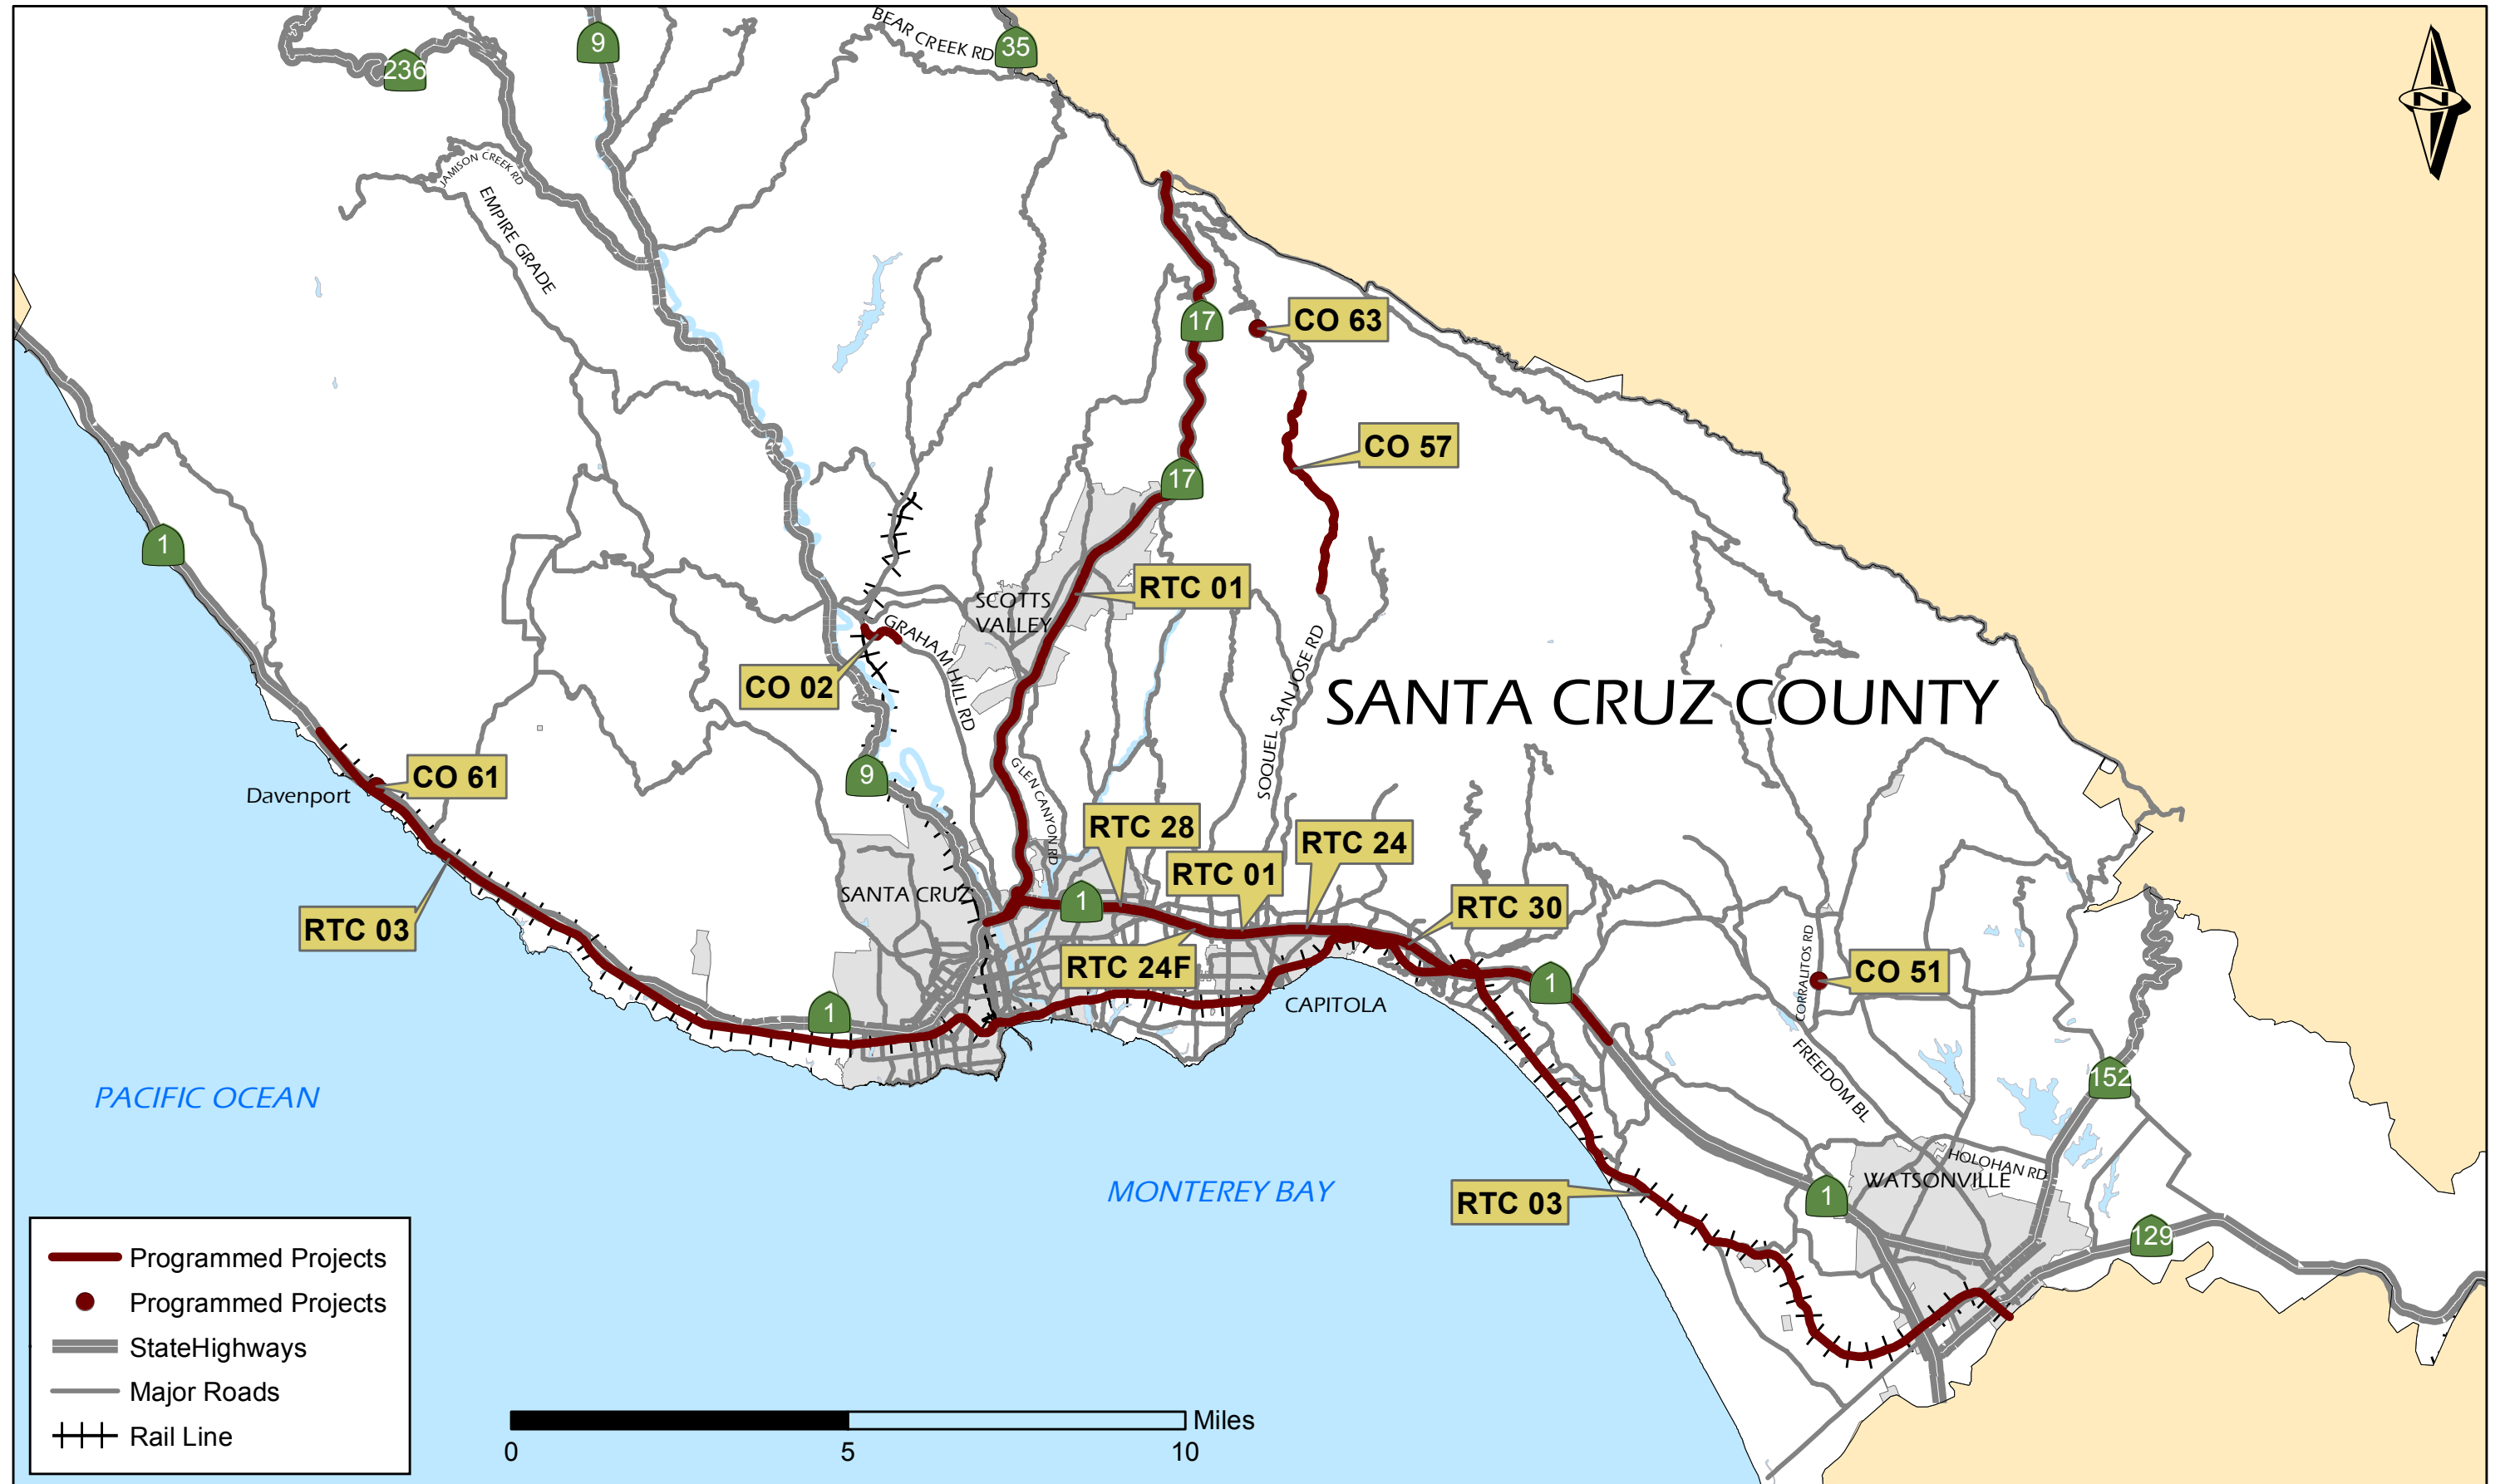 BEAR CREEK RD
35
9
236
N
JAMISON CREEK RD
EMPIRE GRADE
17
CO 63
CO 57
17
1
RTC 01
SCOTTS
VALLEY
GRAHAM HILL RD
CO 02
SOQUEL SAN JOSE RD
SANTA CRUZ COUNTY
CO 61
Davenport
9
GLEN CANYON RD
RTC 28
RTC 24
RTC 01
SANTA CRUZ
1
RTC 30
RTC 03
RTC 24F
CORRALITOS RD
CO 51
1
CAPITOLA
1
FREEDOM BL
152
PACIFIC OCEAN
HOLOHAN RD
WATSONVILLE
MONTEREY BAY
RTC 03
1
129
Programmed Projects
Programmed Projects
StateHighways
Major Roads
Rail Line
Miles
0
5
10